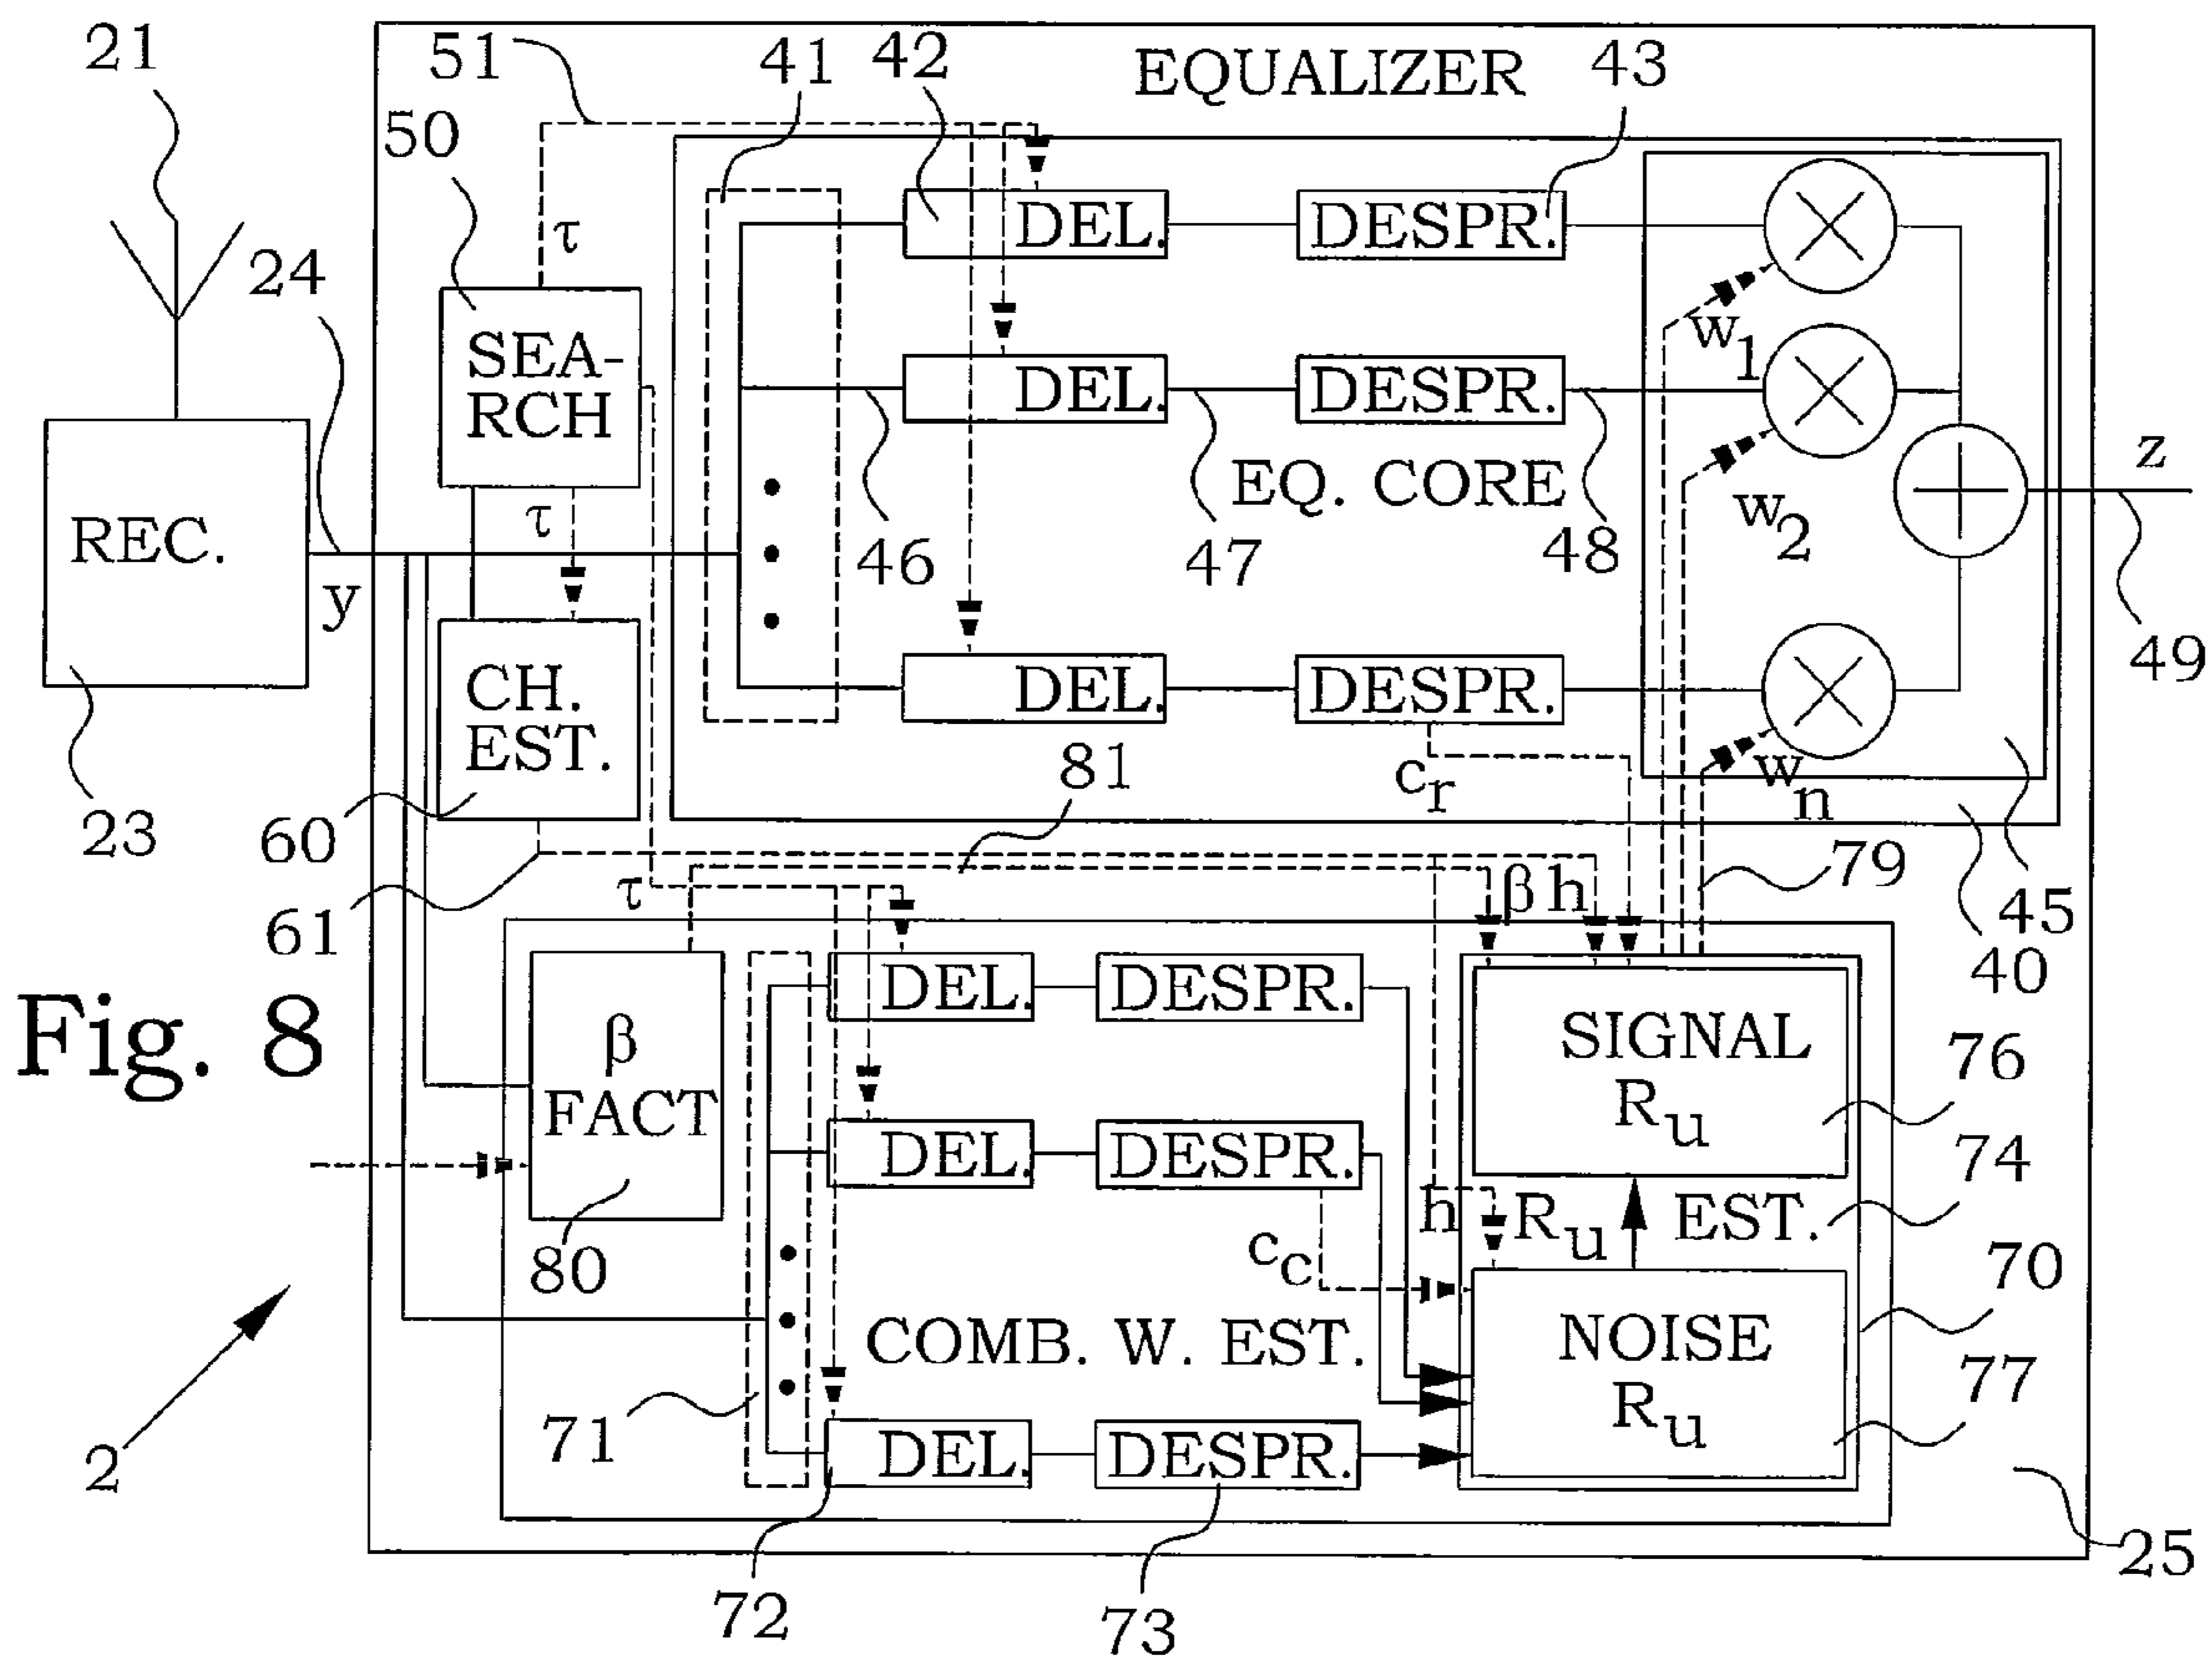 21
51
41
42
EQUALIZER
43
50
τ
DEL.
DESPR.
24
w1
SEA-
RCH
DEL.
DESPR.
z
EQ. CORE
w2
τ
REC.
46
47
48
y
49
CH.
EST.
DEL.
DESPR.
wn
81
cr
23
60
79
τ
β
h
61
45
40
DEL.
DESPR.
Fig. 8
β
FACT
SIGNAL
Ru
76
DEL.
DESPR.
74
h
Ru
EST.
80
cc
70
COMB. W. EST.
NOISE
Ru
77
71
2
DEL.
DESPR.
25
72
73